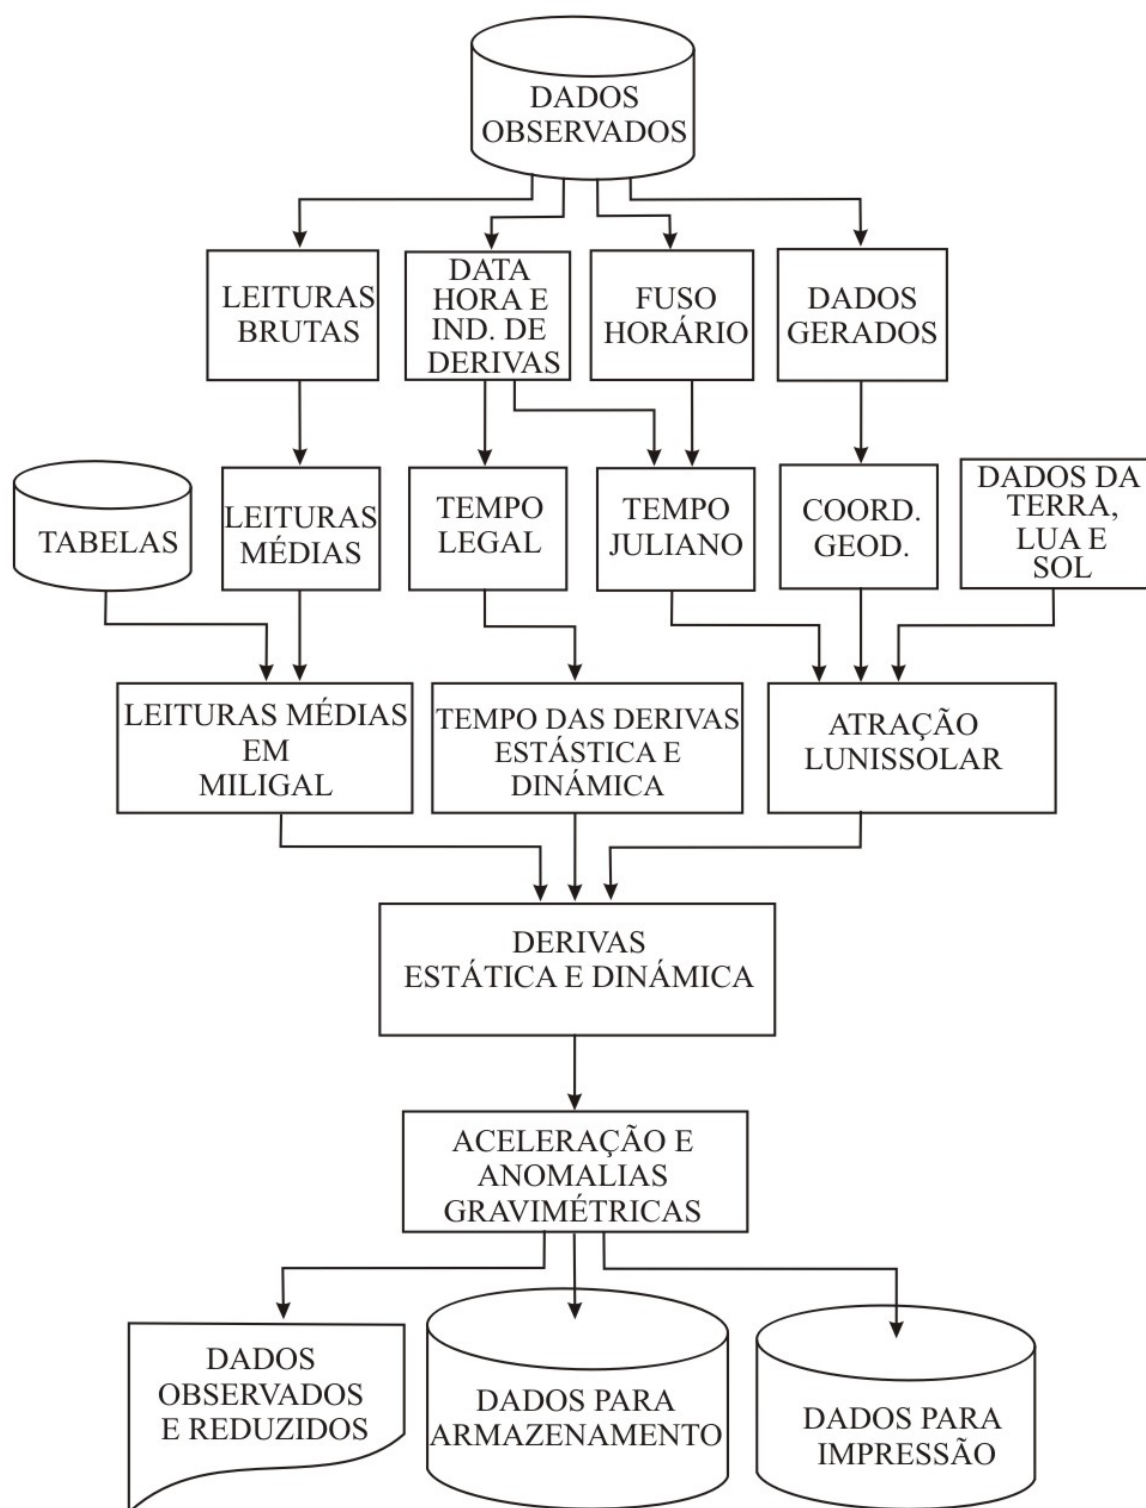 DADOS
OBSERVADOS
LEITURAS
BRUTAS
DATA
HORA E
IND. DE
DERIVAS
FUSO
HORÁRIO
DADOS
GERADOS
TABELAS
LEITURAS
MÉDIAS
TEMPO
LEGAL
TEMPO
JULIANO
COORD.
GEOD.
DADOS DA
TERRA,
LUA E
SOL
LEITURAS MÉDIAS
EM
MILIGAL
TEMPO DAS DERIVAS
ESTÁSTICA E
DINÁMICA
ATRAÇÃO
LUNISSOLAR
DERIVAS
ESTÁTICA E DINÁMICA
ACELERAÇÃO E
ANOMALIAS
GRAVIMÉTRICAS
DADOS
OBSERVADOS
E REDUZIDOS
DADOS PARA
ARMAZENAMENTO
DADOS PARA
IMPRESSÃO